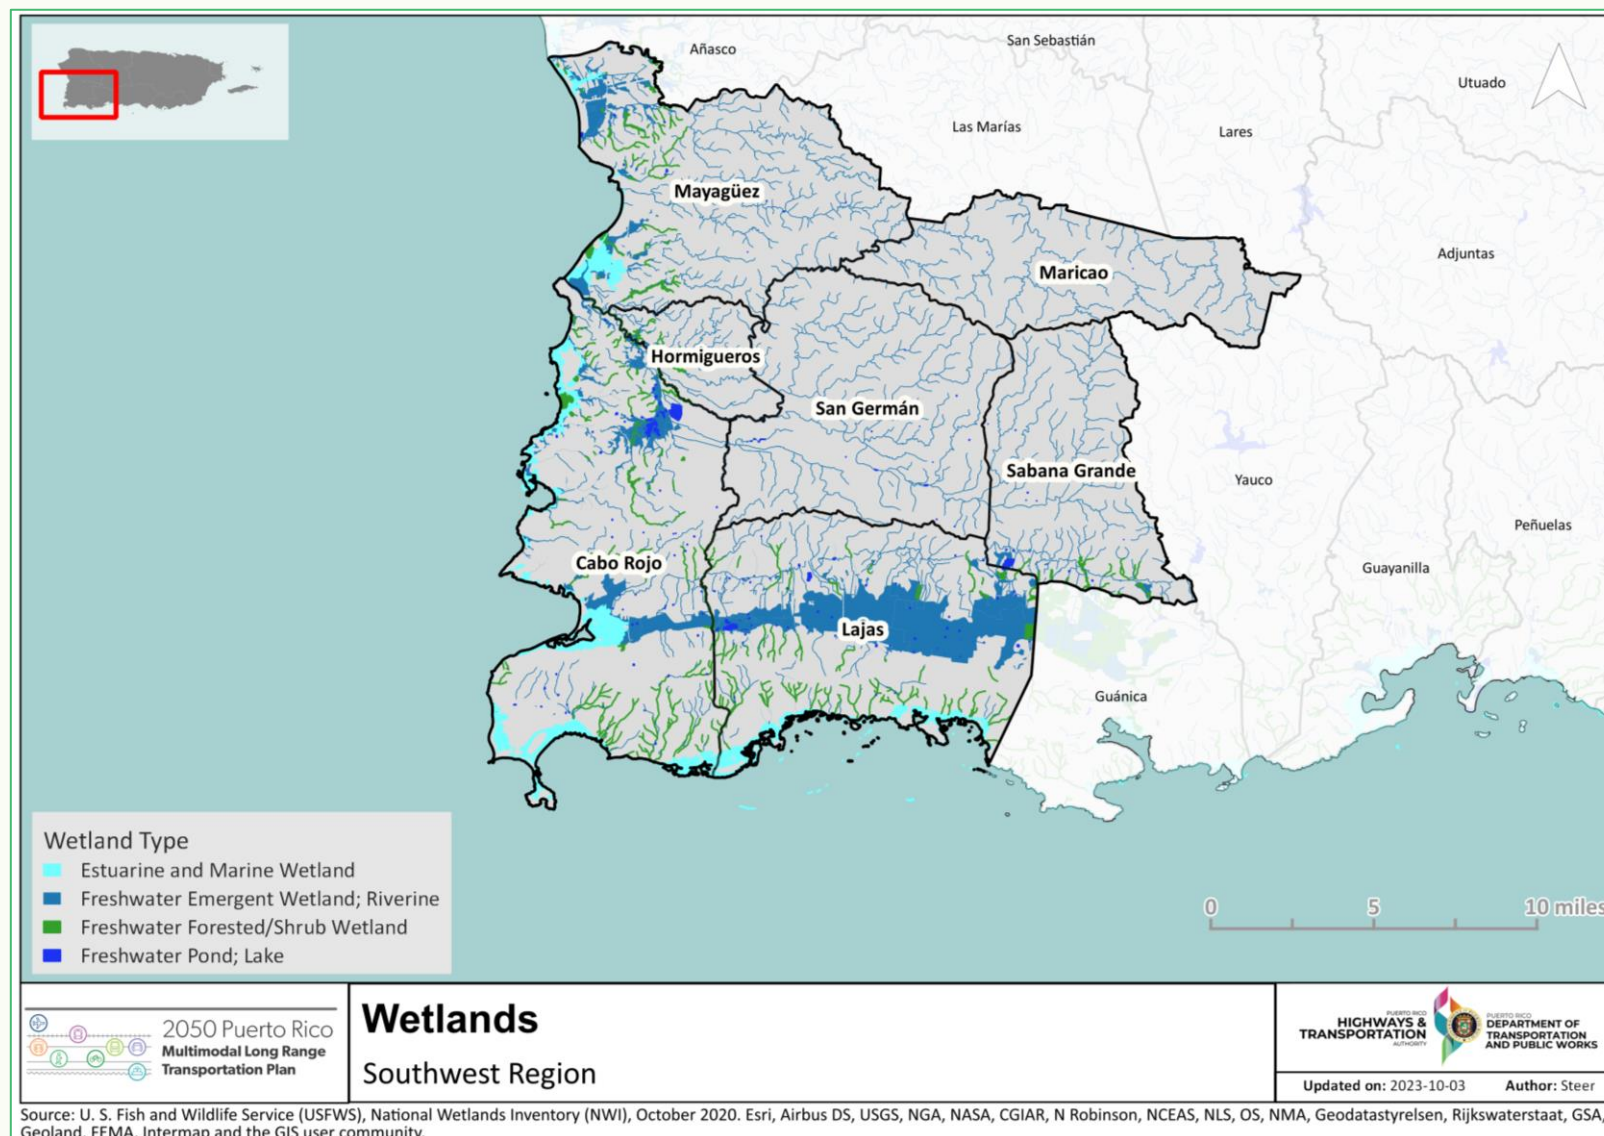 Añasco
San Sebastián
Utuado
Las Marías
Lares
Mayagüez
Adjuntas
Maricao
Hormigueros
San Germán
Sabana Grande
Yauco
Peñuelas
Cabo Rojo
Guayanilla
Lajas
Guánica
Wetland Type
Estuarine and Marine Wetland
Freshwater Emergent Wetland; Riverine
Freshwater Forested/Shrub Wetland
Freshwater Pond; Lake
0 5 10 miles
2050 Puerto Rico
Multimodal Long Range
Transportation Plan
Wetlands
Southwest Region
PUERTO RICO
HIGHWAYS &
TRANSPORTATION
AUTHORITY
PUERTO RICO
DEPARTMENT OF
TRANSPORTATION
AND PUBLIC WORKS
Updated on: 2023-10-03 Author: Steer
Source: U. S. Fish and Wildlife Service (USFWS), National Wetlands Inventory (NWI), October 2020. Esri, Airbus DS, USGS, NGA, NASA, CGIAR, N Robinson, NCEAS, NLS, OS, NMA, Geodatastyrelsen, Rijkswaterstaat, GSA,
Geoland, FEMA, Intermap and the GIS user community.